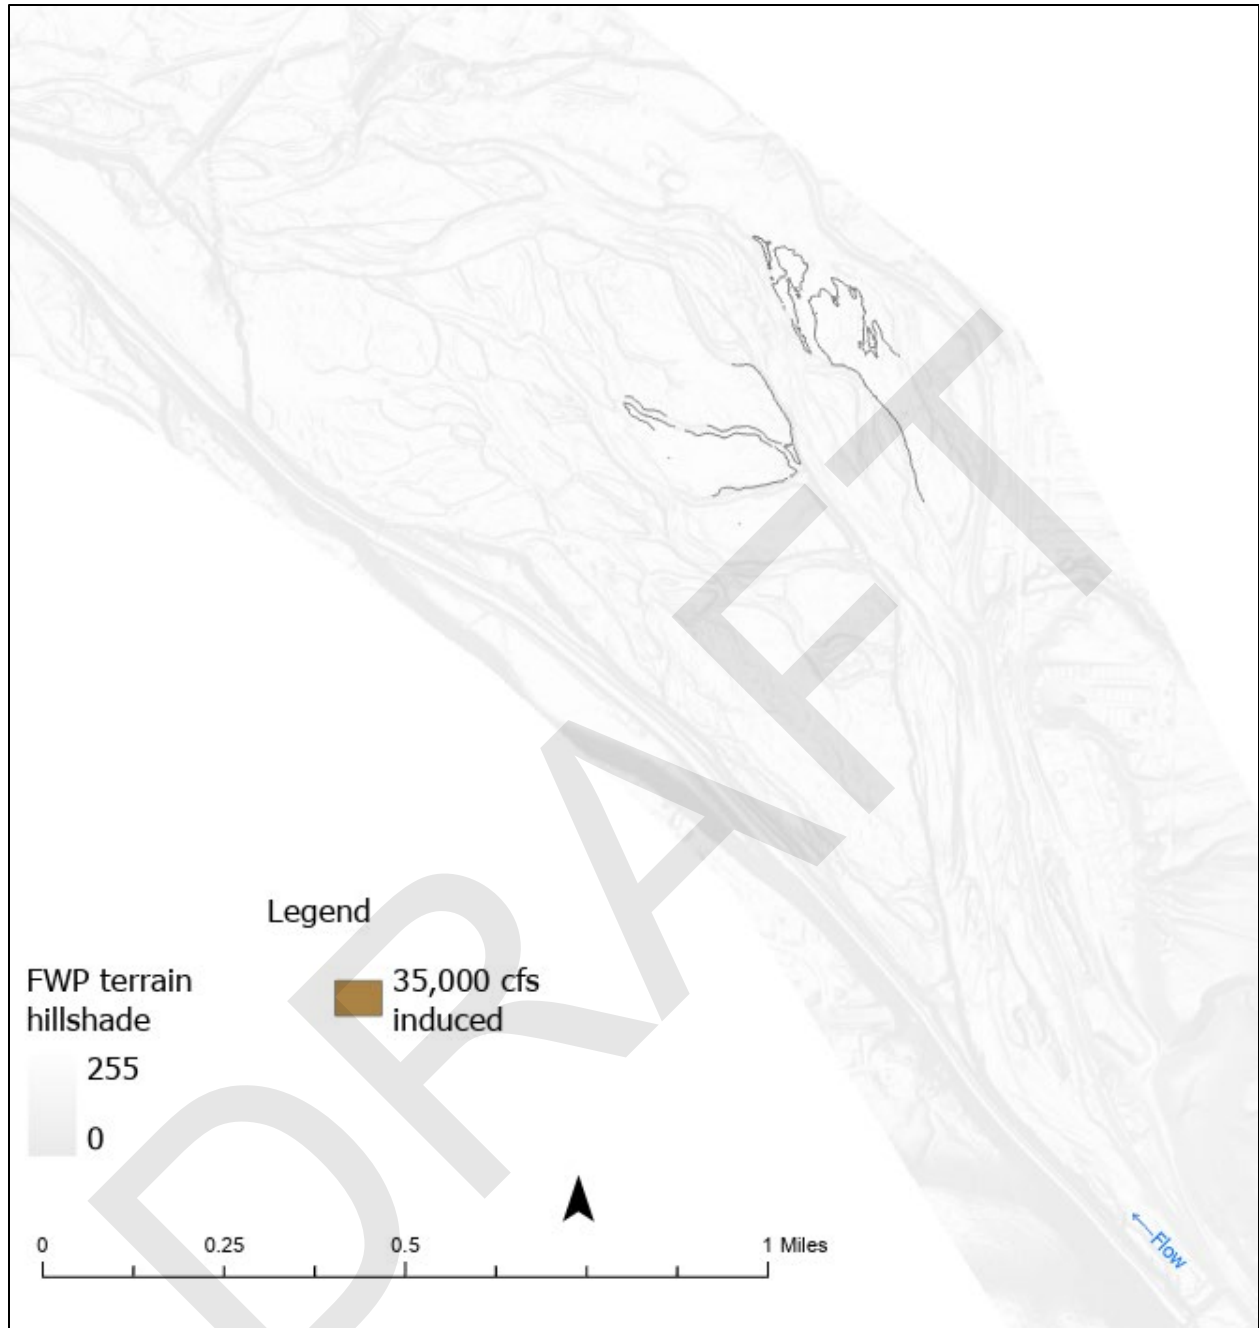 DRAFT
Legend
FWP terrain
hillshade
255
0
35,000 cfs
induced
0 0.25 0.5 1 Miles
Flow